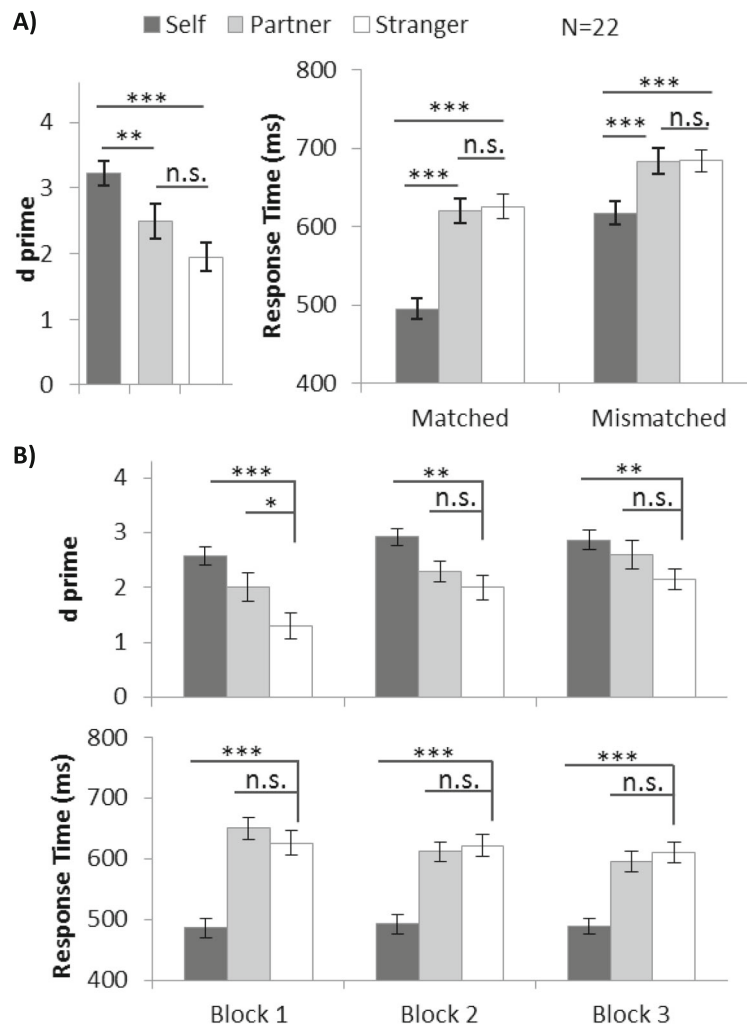 A)
Self Partner Stranger N=22
d prime
4
3
2
1
0
***
**
n.s.
Response Time (ms)
800
700
600
500
400
***
n.s.
***
***
***
n.s.
Matched Mismatched
B)
d prime
4
3
2
1
0
***
*
**
n.s.
**
n.s.
Response Time (ms)
800
700
600
500
400
***
n.s.
***
n.s.
***
n.s.
Block 1 Block 2 Block 3